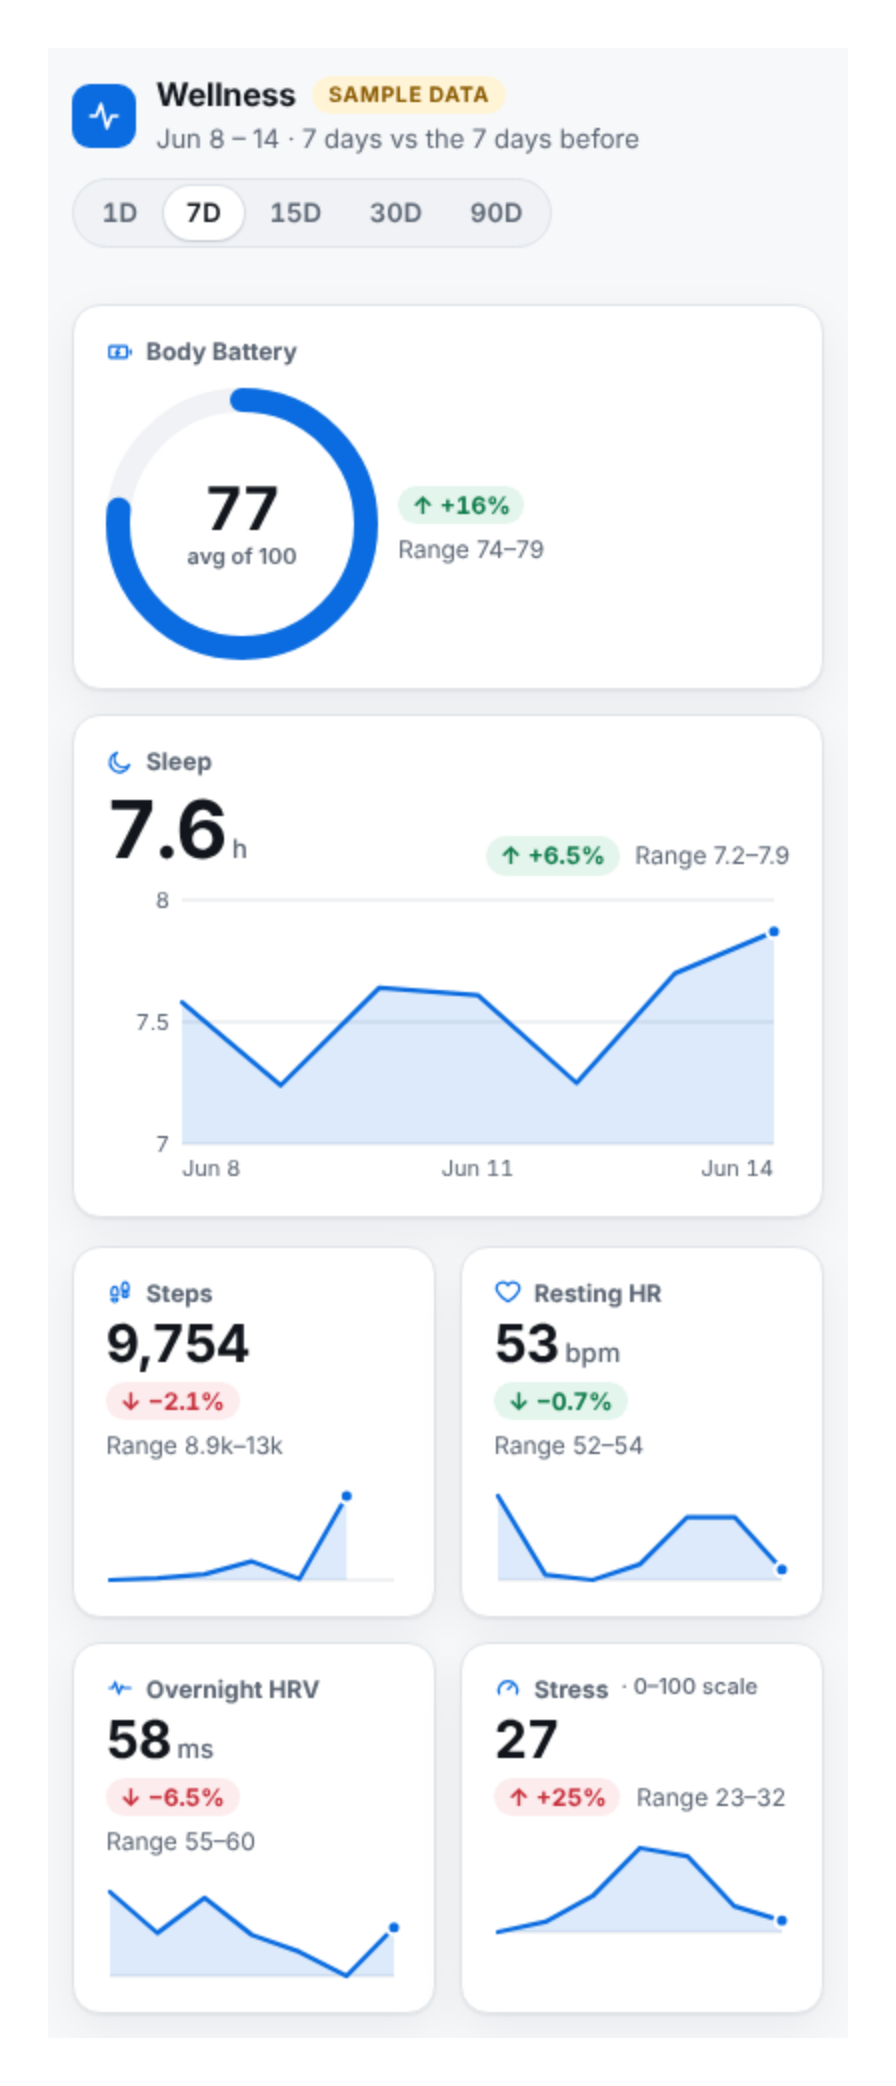 Wellness SAMPLE DATA
Jun 8 – 14 · 7 days vs the 7 days before
1D 7D 15D 30D 90D
Body Battery
77
avg of 100
↑ +16%
Range 74–79
Sleep
7.6 h
↑ +6.5% Range 7.2–7.9
8
7.5
7
Jun 8 Jun 11 Jun 14
Steps
9,754
↓ −2.1%
Range 8.9k–13k
Resting HR
53 bpm
↓ −0.7%
Range 52–54
Overnight HRV
58 ms
↓ −6.5%
Range 55–60
Stress · 0–100 scale
27
↑ +25% Range 23–32